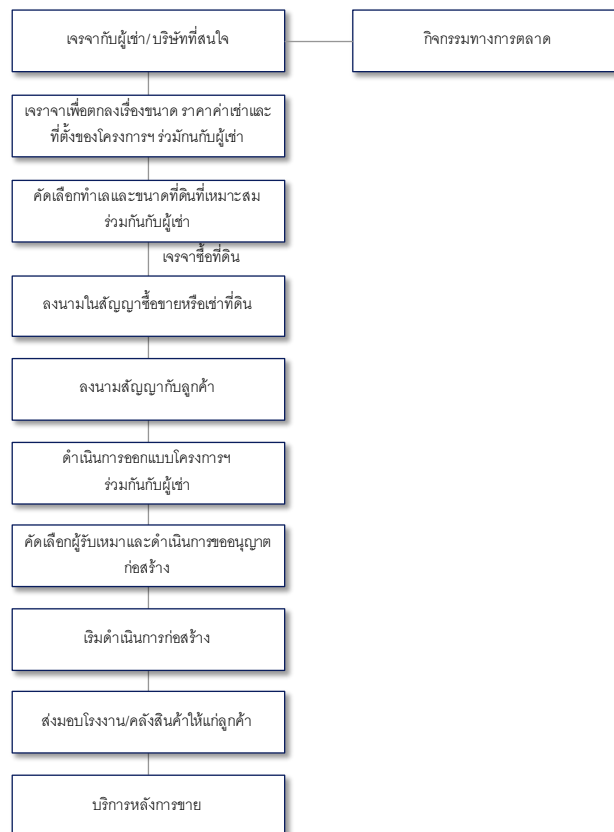 เจรจากับผู้เช่า/ บริษัทที่สนใจ
กิจกรรมทางการตลาด
เจราจาเพื่อตกลงเรื่องขนาด ราคาค่าเช่าและ
ที่ตั้งของโครงการฯ ร่วมักนกับผู้เช่า
คัดเลือกทำเลและขนาดที่ดินที่เหมาะสม
ร่วมกันกับผู้เช่า
เจรจาซื้อที่ดิน
ลงนามในสัญญาซื้อขายหรือเช่าที่ดิน
ลงนามสัญญากับลูกค้า
ดำเนินการออกแบบโครงการฯ
ร่วมกันกับผู้เช่า
คัดเลือกผู้รับเหมาและดำเนินการขออนุญาต
ก่อสร้าง
เริ่มดำเนินการก่อสร้าง
ส่งมอบโรงงาน/คลังสินค้าให้แก่ลูกค้า
บริการหลังการขาย